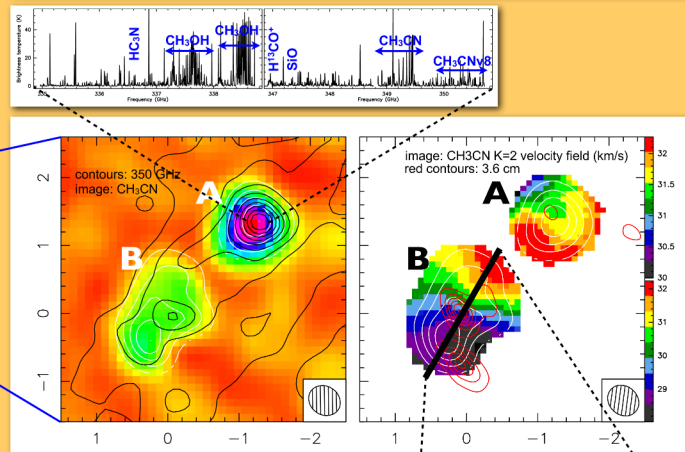 Brightness temperature (K)
40
20
0
HC3N
CH3OH
CH3OH
H13CO+
SiO
CH3CN
CH3CNv8
336
337
338
347
348
349
350
Frequency (GHz)
Frequency (GHz)
contours: 350 GHz
image: CH3CN
A
B
2
1
0
−1
1
0
−1
−2
image: CH3CN K=2 velocity field (km/s)
red contours: 3.6 cm
A
B
32
31.5
31
30.5
30
32
31
30
29
1
0
−1
−2